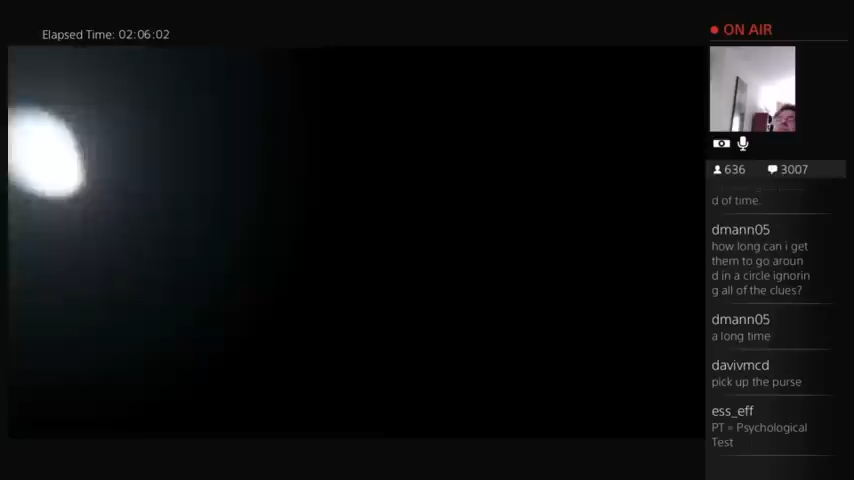 Elapsed Time: 02:06:02
ON AIR
636 3007
d of time.
dmann05
how long can i get
them to go aroun
d in a circle ignorin
g all of the clues?
dmann05
a long time
davivmcd
pick up the purse
ess_eff
PT = Psychological
Test